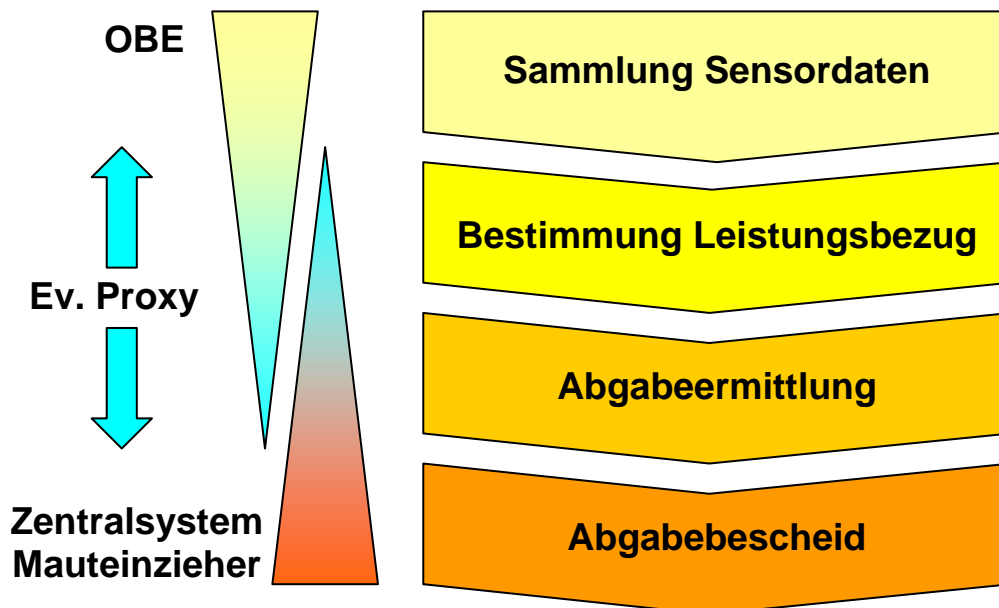 OBE
Ev. Proxy
Zentralsystem
Mauteinzieher
Sammlung Sensordaten
Bestimmung Leistungsbezug
Abgabeermittlung
Abgabebescheid